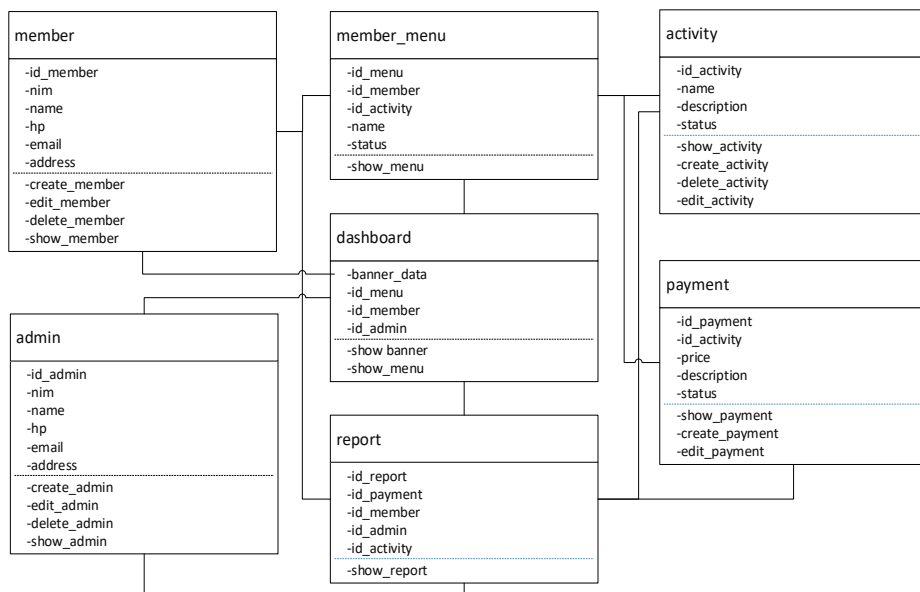 member
-id_member
-nim
-name
-hp
-email
-address
-create_member
-edit_member
-delete_member
-show_member
member_menu
-id_menu
-id_member
-id_activity
-name
-status
-show_menu
activity
-id_activity
-name
-description
-status
-show_activity
-create_activity
-delete_activity
-edit_activity
dashboard
-banner_data
-id_menu
-id_member
-id_admin
-show banner
-show_menu
payment
-id_payment
-id_activity
-price
-description
-status
-show_payment
-create_payment
-edit_payment
admin
-id_admin
-nim
-name
-hp
-email
-address
-create_admin
-edit_admin
-delete_admin
-show_admin
report
-id_report
-id_payment
-id_member
-id_admin
-id_activity
-show_report